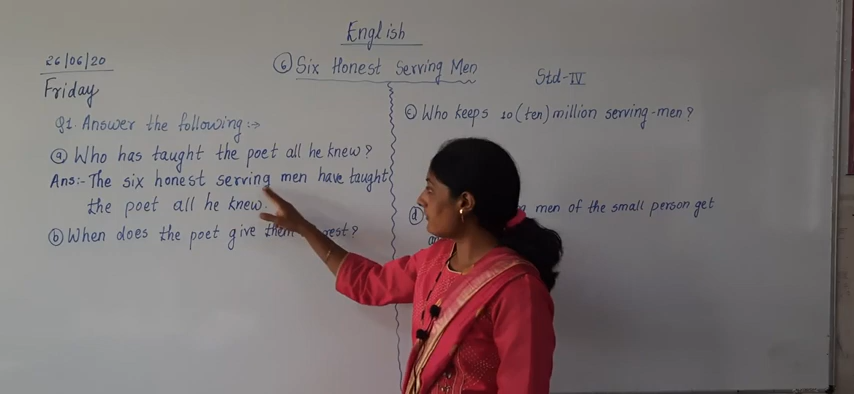 English
26/06/20
Friday
⑥ Six Honest Serving Men
Std-IV
Q1. Answer the following :→
ⓐ Who has taught the poet all he knew?
Ans:- The six honest serving men have taught
the poet all he knew.
ⓑ When does the poet give them rest?
ⓒ Who keeps 10 (ten) million serving-men?
ⓓ men of the small person get